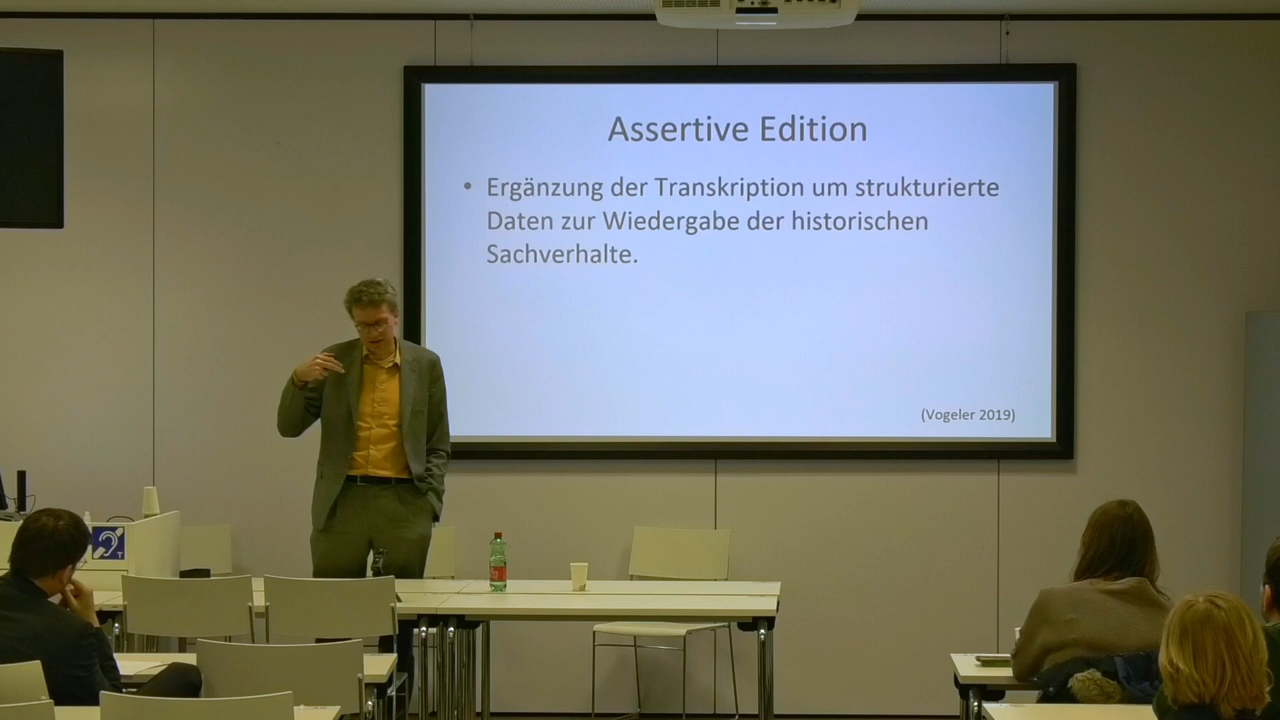 Assertive Edition
• Ergänzung der Transkription um strukturierte
Daten zur Wiedergabe der historischen
Sachverhalte.
(Vogeler 2019)
T